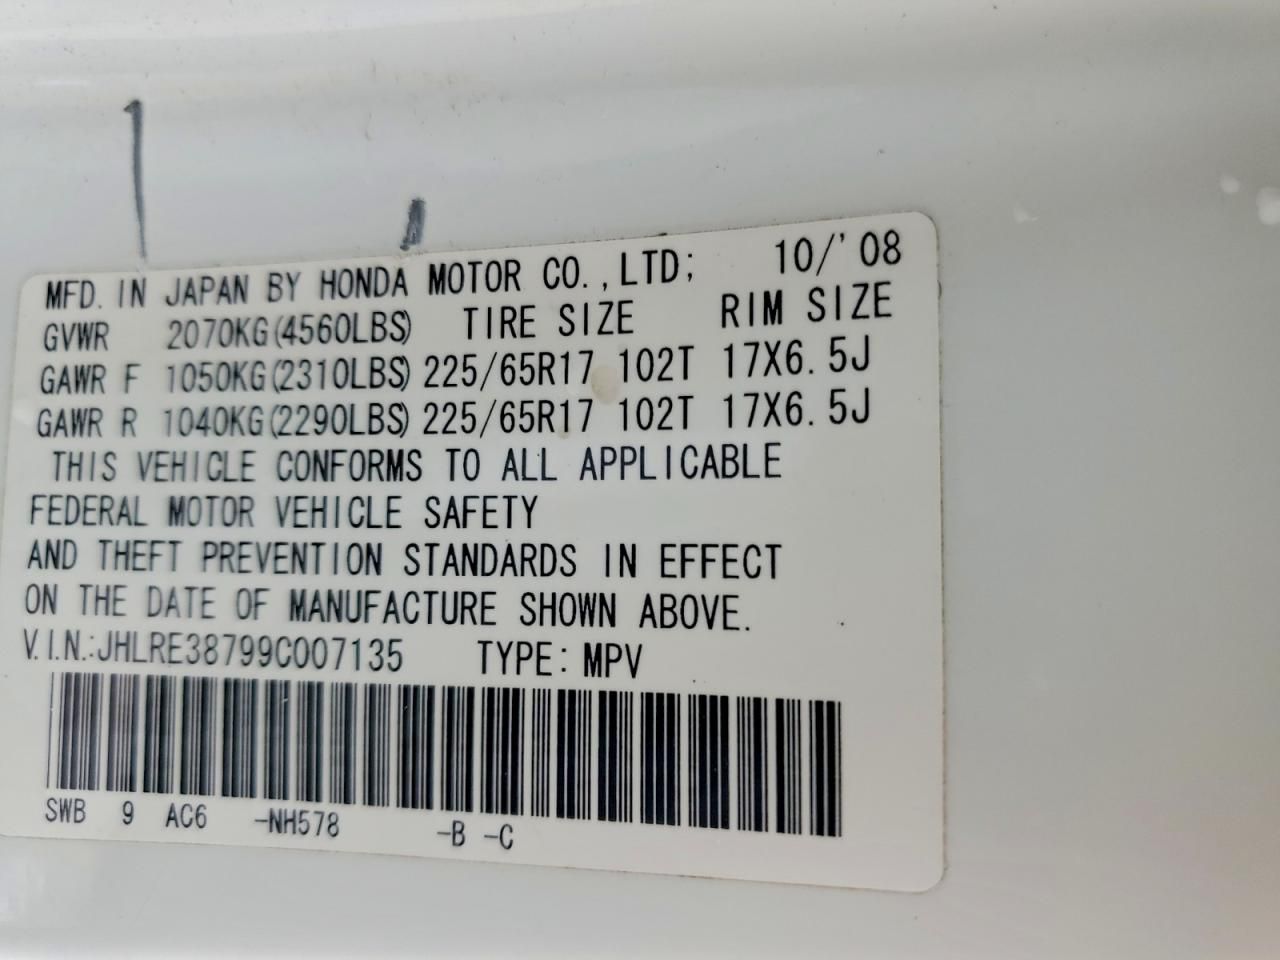 MFD. IN JAPAN BY HONDA MOTOR CO.,LTD; 10/'08
GVWR 2070KG(4560LBS) TIRE SIZE RIM SIZE
GAWR F 1050KG(2310LBS) 225/65R17 102T 17X6.5J
GAWR R 1040KG(2290LBS) 225/65R17 102T 17X6.5J
THIS VEHICLE CONFORMS TO ALL APPLICABLE
FEDERAL MOTOR VEHICLE SAFETY
AND THEFT PREVENTION STANDARDS IN EFFECT
ON THE DATE OF MANUFACTURE SHOWN ABOVE.
V.I.N.:JHLRE38799C007135 TYPE: MPV
SWB 9 AC6 -NH578 -B -C